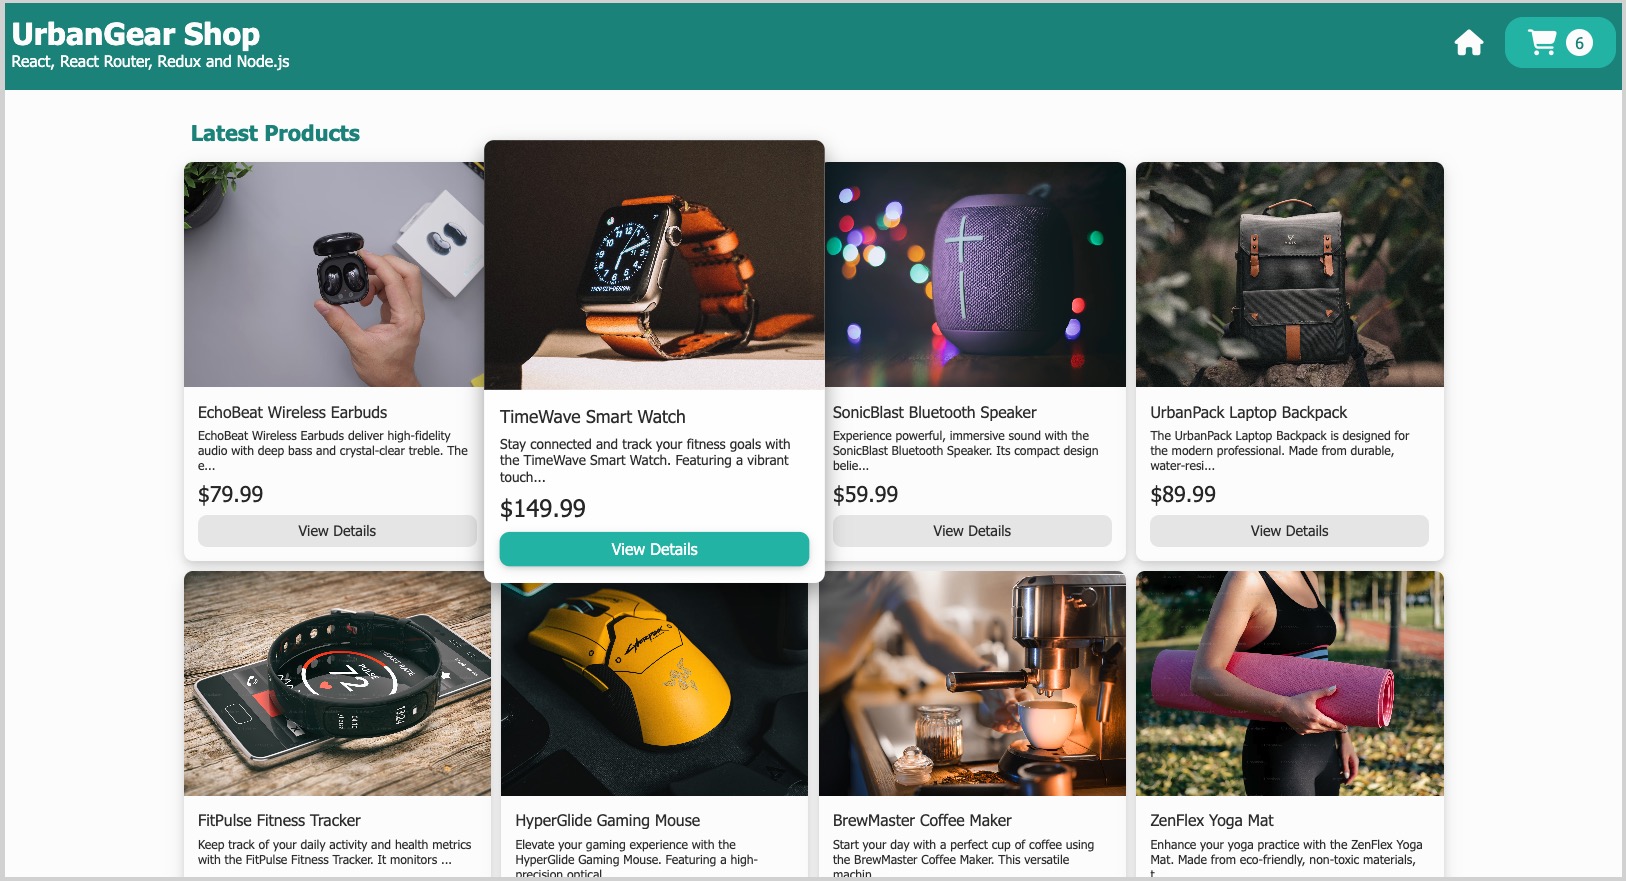 UrbanGear Shop
React, React Router, Redux and Node.js
6
Latest Products
EchoBeat Wireless Earbuds
EchoBeat Wireless Earbuds deliver high-fidelity
audio with deep bass and crystal-clear treble. The
e...
$79.99
View Details
TimeWave Smart Watch
Stay connected and track your fitness goals with
the TimeWave Smart Watch. Featuring a vibrant
touch...
$149.99
View Details
SonicBlast Bluetooth Speaker
Experience powerful, immersive sound with the
SonicBlast Bluetooth Speaker. Its compact design
belie...
$59.99
View Details
UrbanPack Laptop Backpack
The UrbanPack Laptop Backpack is designed for
the modern professional. Made from durable,
water-resi...
$89.99
View Details
72
PULSE
HEART RATE
1324
FitPulse Fitness Tracker
Keep track of your daily activity and health metrics
with the FitPulse Fitness Tracker. It monitors ...
CYBERPUNK
HyperGlide Gaming Mouse
Elevate your gaming experience with the
HyperGlide Gaming Mouse. Featuring a high-
precision optical
BrewMaster Coffee Maker
Start your day with a perfect cup of coffee using
the BrewMaster Coffee Maker. This versatile
machin
ZenFlex Yoga Mat
Enhance your yoga practice with the ZenFlex Yoga
Mat. Made from eco-friendly, non-toxic materials,
t